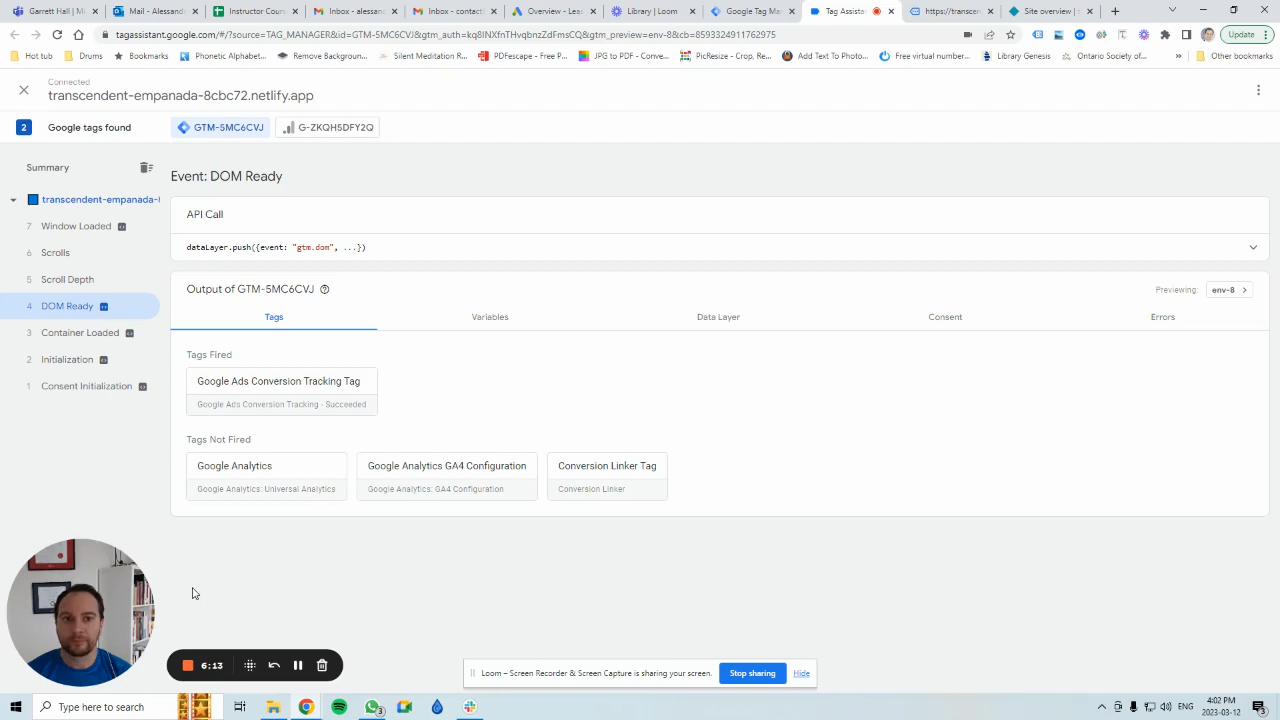 Garrett Hall | Mi
Mail - Alessand
Instructor Coun
Inbox - alessan
Inbox - contact
Overview - Lea
Library | Loom
Google Tag Ma
Tag Assista
https://transcen
Site overview |
tagassistant.google.com/#/?source=TAG_MANAGER&id=GTM-5MC6CVJ&gtm_auth=kq8INXfnTHvqbnzZdFmsCQ&gtm_preview=env-8&cb=8593324911762975
Update
Hot tub
Drums
Bookmarks
Phonetic Alphabet...
Remove Backgroun...
Silent Meditation R...
PDFescape - Free P...
JPG to PDF - Conve...
PicResize - Crop, Re...
Add Text To Photo...
Free virtual number...
Library Genesis
Ontario Society of...
»
Other bookmarks
Connected
transcendent-empanada-8cbc72.netlify.app
2 Google tags found
GTM-5MC6CVJ
G-ZKQH5DFY2Q
Summary
transcendent-empanada-8
7 Window Loaded
6 Scrolls
5 Scroll Depth
4 DOM Ready
3 Container Loaded
2 Initialization
1 Consent Initialization
Event: DOM Ready
API Call
dataLayer.push({event: "gtm.dom", ...})
Output of GTM-5MC6CVJ
Previewing: env-8
Tags
Variables
Data Layer
Consent
Errors
Tags Fired
Google Ads Conversion Tracking Tag
Google Ads Conversion Tracking - Succeeded
Tags Not Fired
Google Analytics
Google Analytics: Universal Analytics
Google Analytics GA4 Configuration
Google Analytics: GA4 Configuration
Conversion Linker Tag
Conversion Linker
6:13
Loom – Screen Recorder & Screen Capture is sharing your screen.
Stop sharing
Hide
Type here to search
3
ENG
4:02 PM
2023-03-12
3